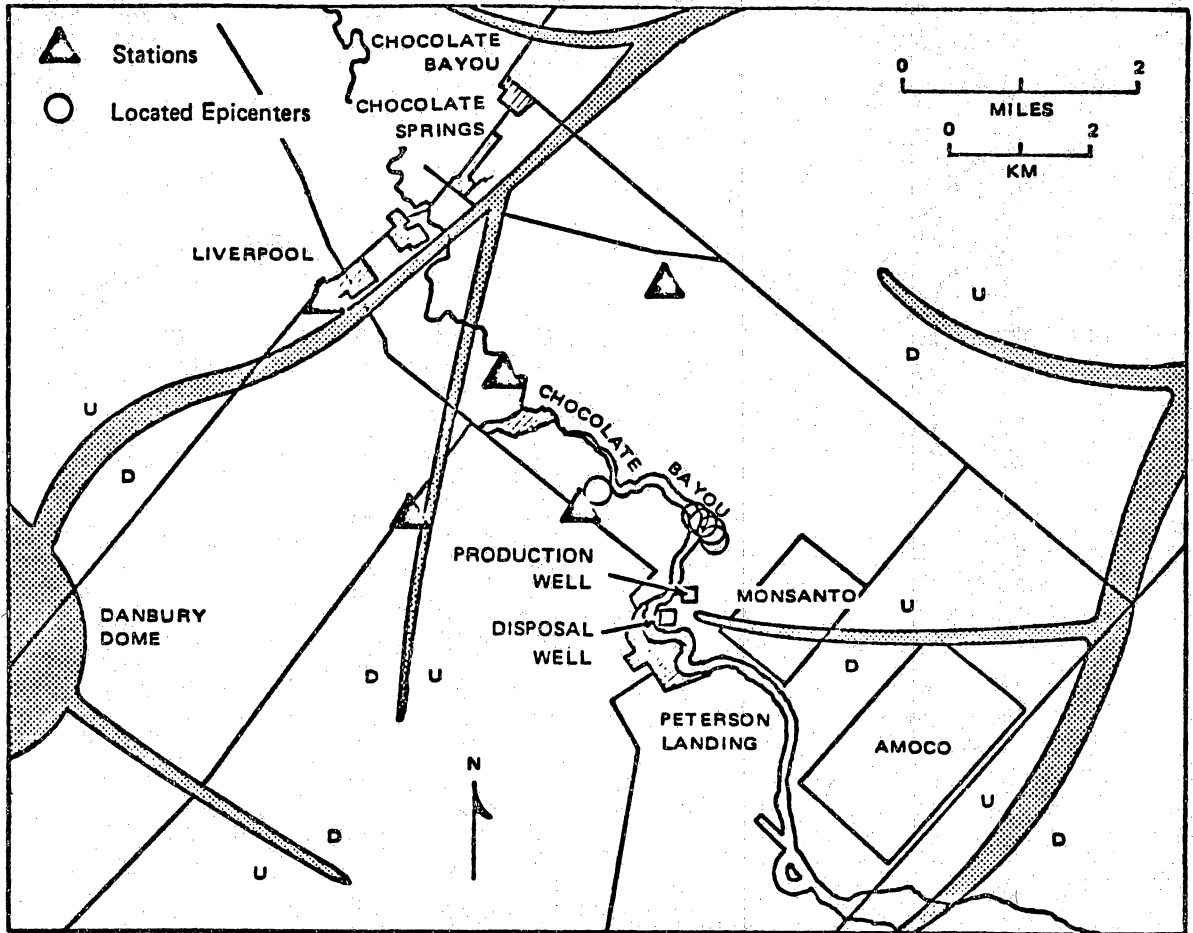 Stations
Located Epicenters
CHOCOLATE
BAYOU
CHOCOLATE
SPRINGS
0 2
MILES
0 2
KM
LIVERPOOL
U
D
U
D
CHOCOLATE BAYOU
PRODUCTION
WELL
MONSANTO
U
DANBURY
DOME
DISPOSAL
WELL
D U
D
PETERSON
LANDING
AMOCO
N
U
D
D
U